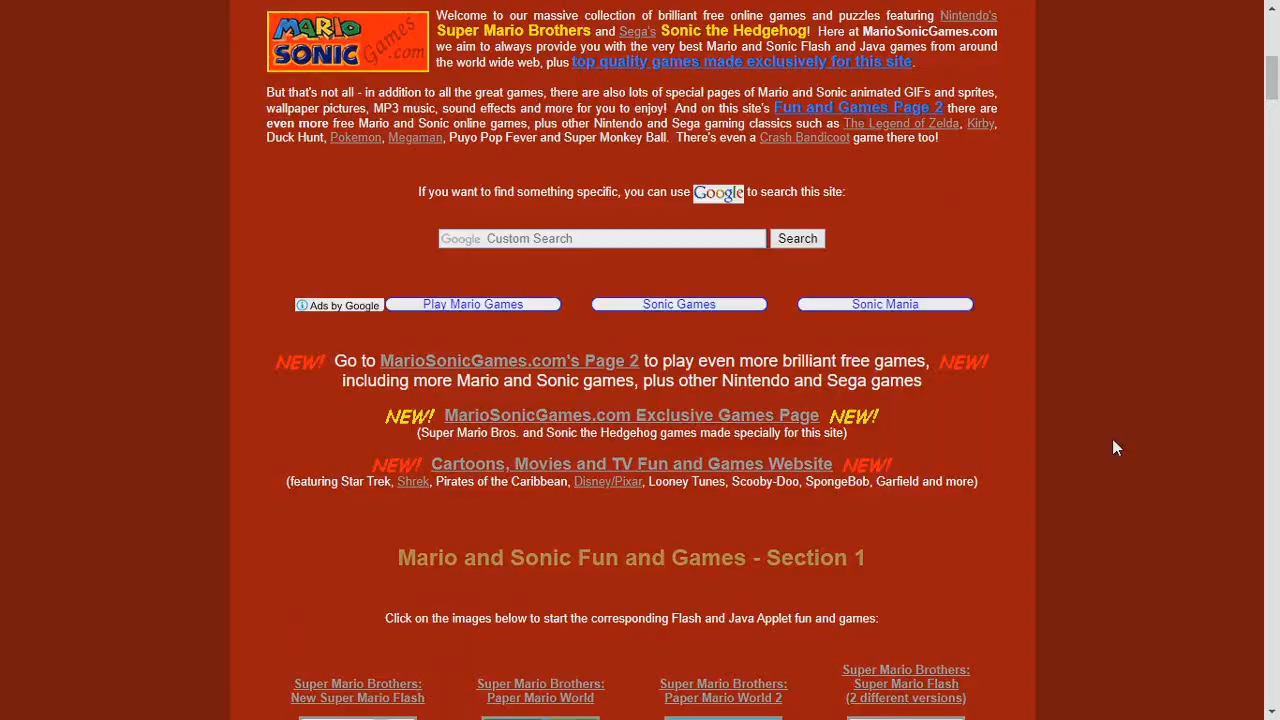 MARIO SONIC Games .com
Welcome to our massive collection of brilliant free online games and puzzles featuring Nintendo's
Super Mario Brothers and Sega's Sonic the Hedgehog! Here at MarioSonicGames.com
we aim to always provide you with the very best Mario and Sonic Flash and Java games from around
the world wide web, plus top quality games made exclusively for this site.
But that's not all - in addition to all the great games, there are also lots of special pages of Mario and Sonic animated GIFs and sprites,
wallpaper pictures, MP3 music, sound effects and more for you to enjoy! And on this site's Fun and Games Page 2 there are
even more free Mario and Sonic online games, plus other Nintendo and Sega gaming classics such as The Legend of Zelda, Kirby,
Duck Hunt, Pokemon, Megaman, Puyo Pop Fever and Super Monkey Ball. There's even a Crash Bandicoot game there too!
If you want to find something specific, you can use Google to search this site:
Google Custom Search Search
Ads by Google Play Mario Games Sonic Games Sonic Mania
NEW! Go to MarioSonicGames.com's Page 2 to play even more brilliant free games, NEW!
including more Mario and Sonic games, plus other Nintendo and Sega games
NEW! MarioSonicGames.com Exclusive Games Page NEW!
(Super Mario Bros. and Sonic the Hedgehog games made specially for this site)
NEW! Cartoons, Movies and TV Fun and Games Website NEW!
(featuring Star Trek, Shrek, Pirates of the Caribbean, Disney/Pixar, Looney Tunes, Scooby-Doo, SpongeBob, Garfield and more)
Mario and Sonic Fun and Games - Section 1
Click on the images below to start the corresponding Flash and Java Applet fun and games:
Super Mario Brothers:
New Super Mario Flash
Super Mario Brothers:
Paper Mario World
Super Mario Brothers:
Paper Mario World 2
Super Mario Brothers:
Super Mario Flash
(2 different versions)